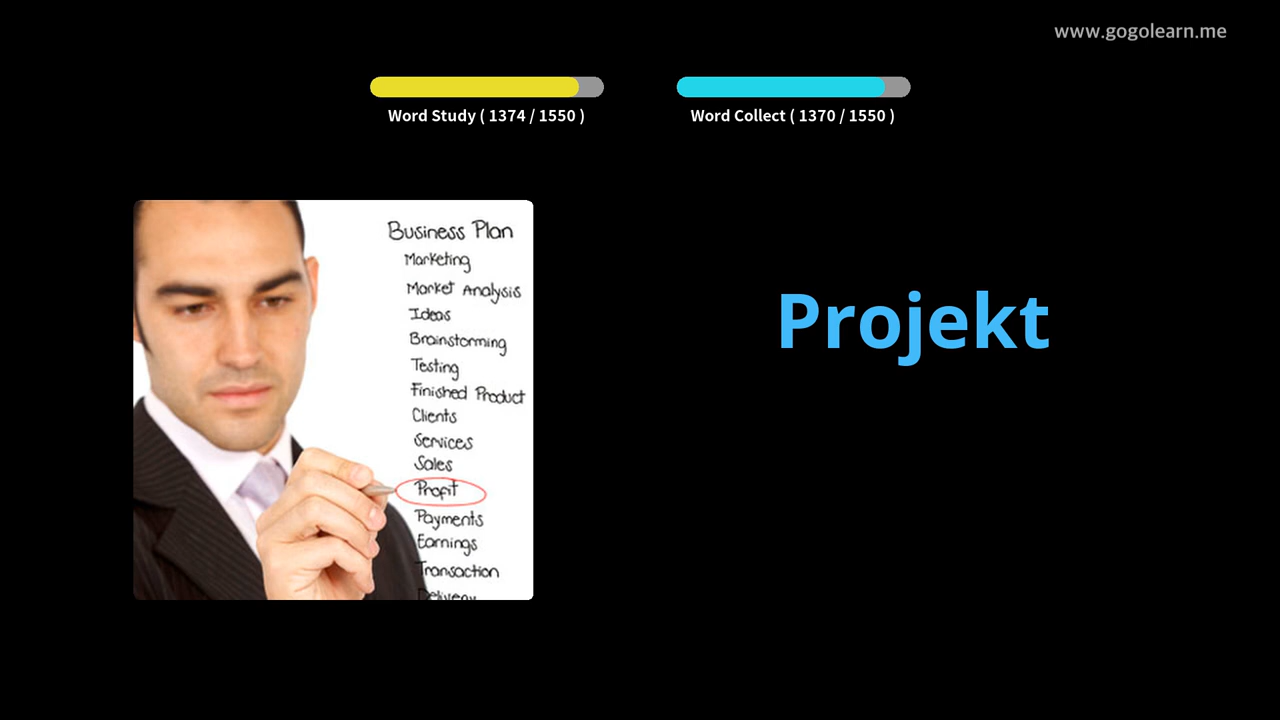 www.gogolearn.me
Word Study ( 1374 / 1550 )
Word Collect ( 1370 / 1550 )
Business Plan
Marketing
Market Analysis
Ideas
Brainstorming
Testing
Finished Product
Clients
Services
Sales
Profit
Payments
Earnings
Transaction
Delivery
Projekt